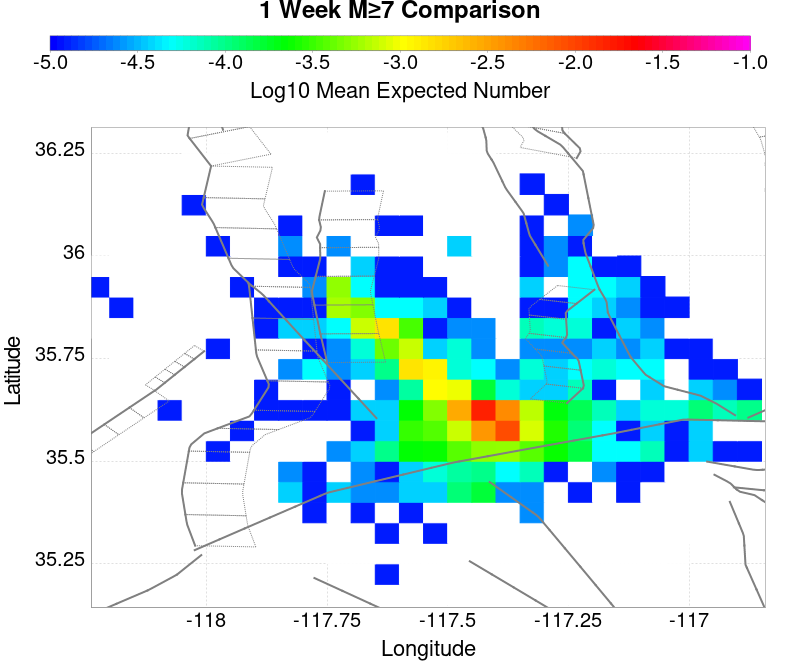 1 Week M≥7 Comparison
-5.0 -4.5 -4.0 -3.5 -3.0 -2.5 -2.0 -1.5 -1.0
Log10 Mean Expected Number
36.25
36
35.75
35.5
35.25
Latitude
-118 -117.75 -117.5 -117.25 -117
Longitude